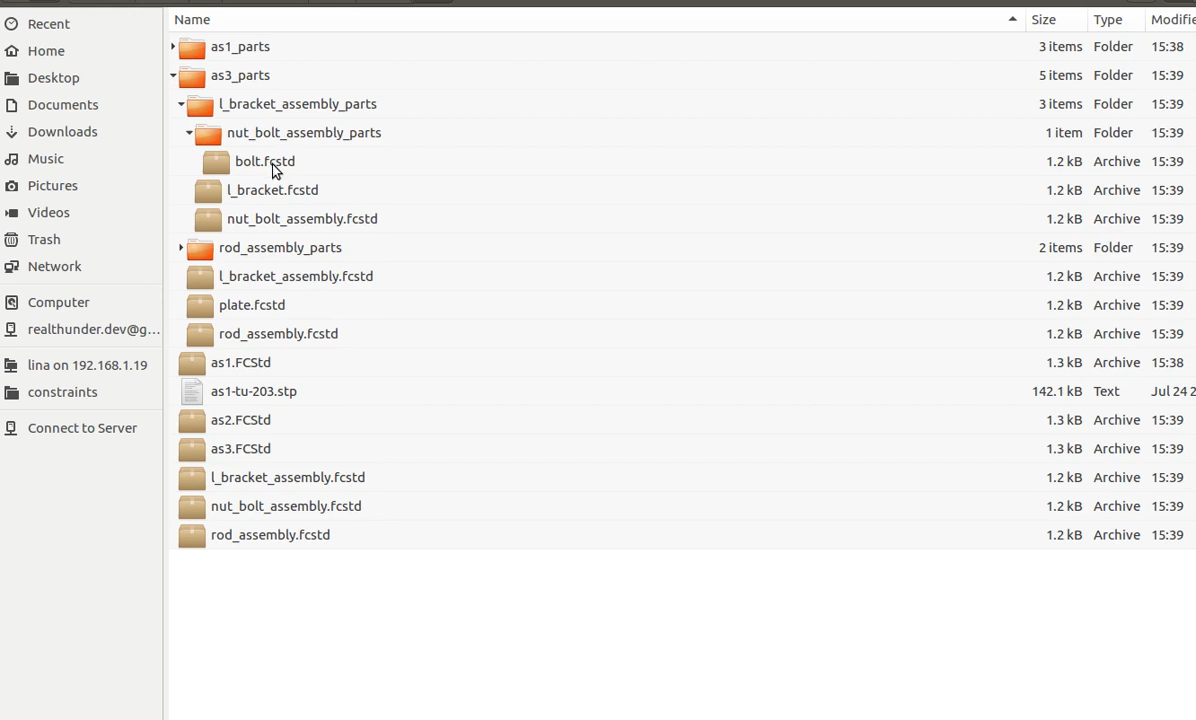 Recent
Home
Desktop
Documents
Downloads
Music
Pictures
Videos
Trash
Network
Computer
realthunder.dev@g...
lina on 192.168.1.19
constraints
Connect to Server
Name Size Type Modifie
as1_parts 3 items Folder 15:38
as3_parts 5 items Folder 15:39
l_bracket_assembly_parts 3 items Folder 15:39
nut_bolt_assembly_parts 1 item Folder 15:39
bolt.fcstd 1.2 kB Archive 15:39
l_bracket.fcstd 1.2 kB Archive 15:39
nut_bolt_assembly.fcstd 1.2 kB Archive 15:39
rod_assembly_parts 2 items Folder 15:39
l_bracket_assembly.fcstd 1.2 kB Archive 15:39
plate.fcstd 1.2 kB Archive 15:39
rod_assembly.fcstd 1.2 kB Archive 15:39
as1.FCStd 1.3 kB Archive 15:38
as1-tu-203.stp 142.1 kB Text Jul 24 2
as2.FCStd 1.3 kB Archive 15:39
as3.FCStd 1.3 kB Archive 15:39
l_bracket_assembly.fcstd 1.2 kB Archive 15:39
nut_bolt_assembly.fcstd 1.2 kB Archive 15:39
rod_assembly.fcstd 1.2 kB Archive 15:39